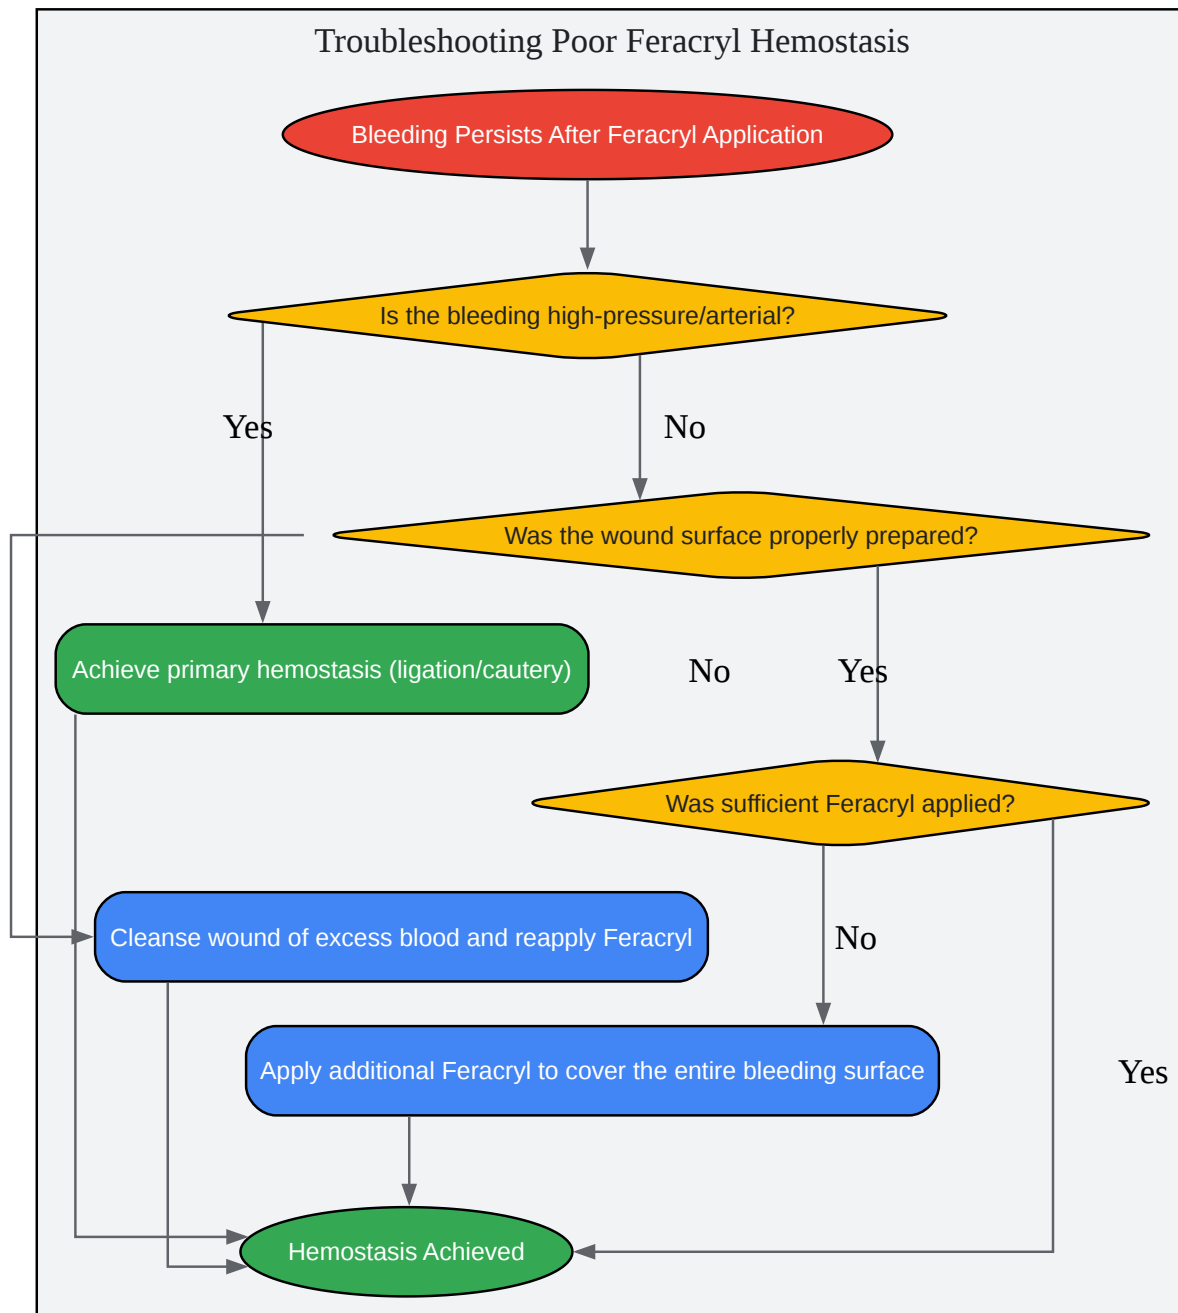 Troubleshooting Poor Feracryl Hemostasis
Bleeding Persists After Feracryl Application
Is the bleeding high-pressure/arterial?
Yes
No
Was the wound surface properly prepared?
Achieve primary hemostasis (ligation/cautery)
No
Yes
Was sufficient Feracryl applied?
Cleanse wound of excess blood and reapply Feracryl
No
Apply additional Feracryl to cover the entire bleeding surface
Yes
Hemostasis Achieved